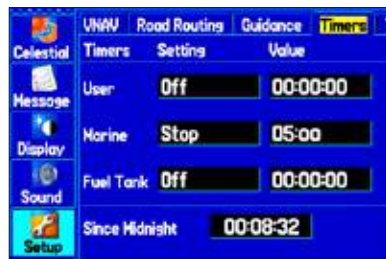 VNAV Road Routing Guidance Timers
Celestial
Timers Setting Value
Message
User Off 00:00:00
Display
Marine Stop 05:00
Sound
Fuel Tank Off 00:00:00
Setup
Since Midnight 00:08:32